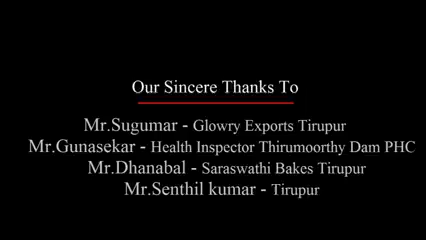 Our Sincere Thanks To
Mr.Sugumar - Glowry Exports Tirupur
Mr.Gunasekar - Health Inspector Thirumoorthy Dam PHC
Mr.Dhanabal - Saraswathi Bakes Tirupur
Mr.Senthil kumar - Tirupur